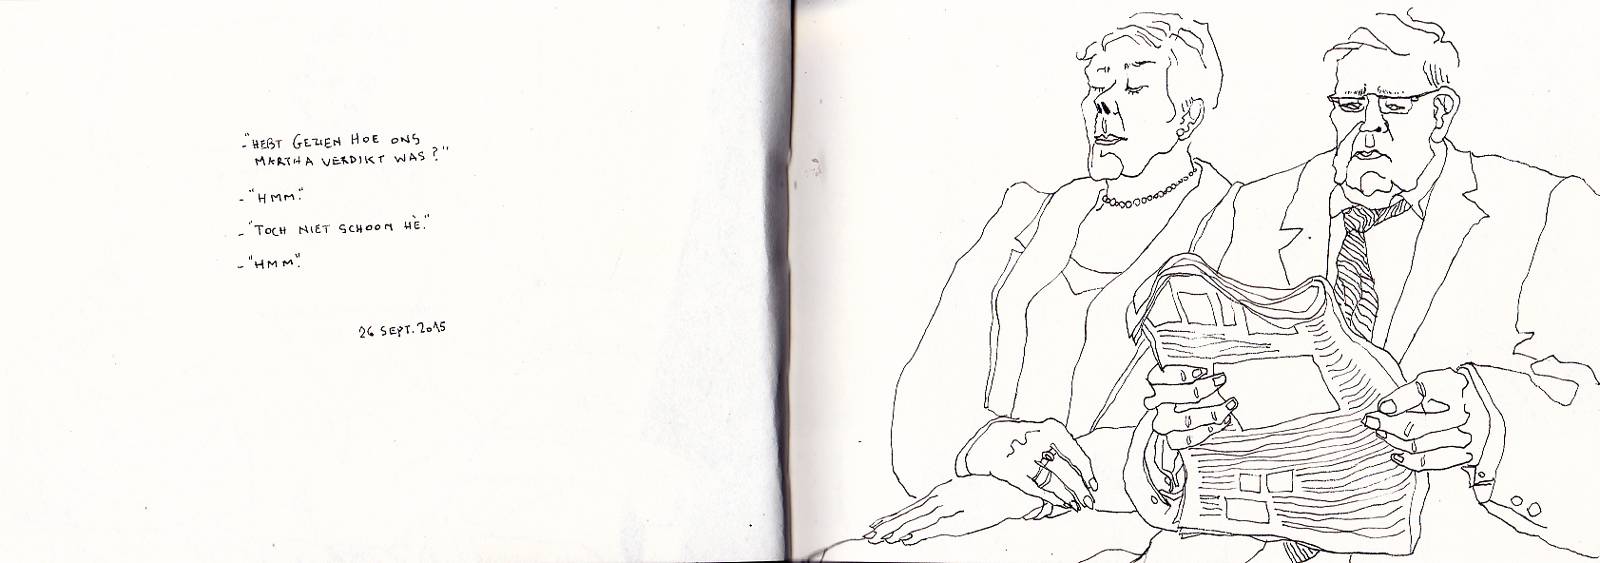 -"HEBT GEZIEN HOE ONS
MARTHA VERDIKT WAS?"
-"HMM."
-"TOCH NIET SCHOON HÈ."
-"HMM".
26 SEPT. 2015